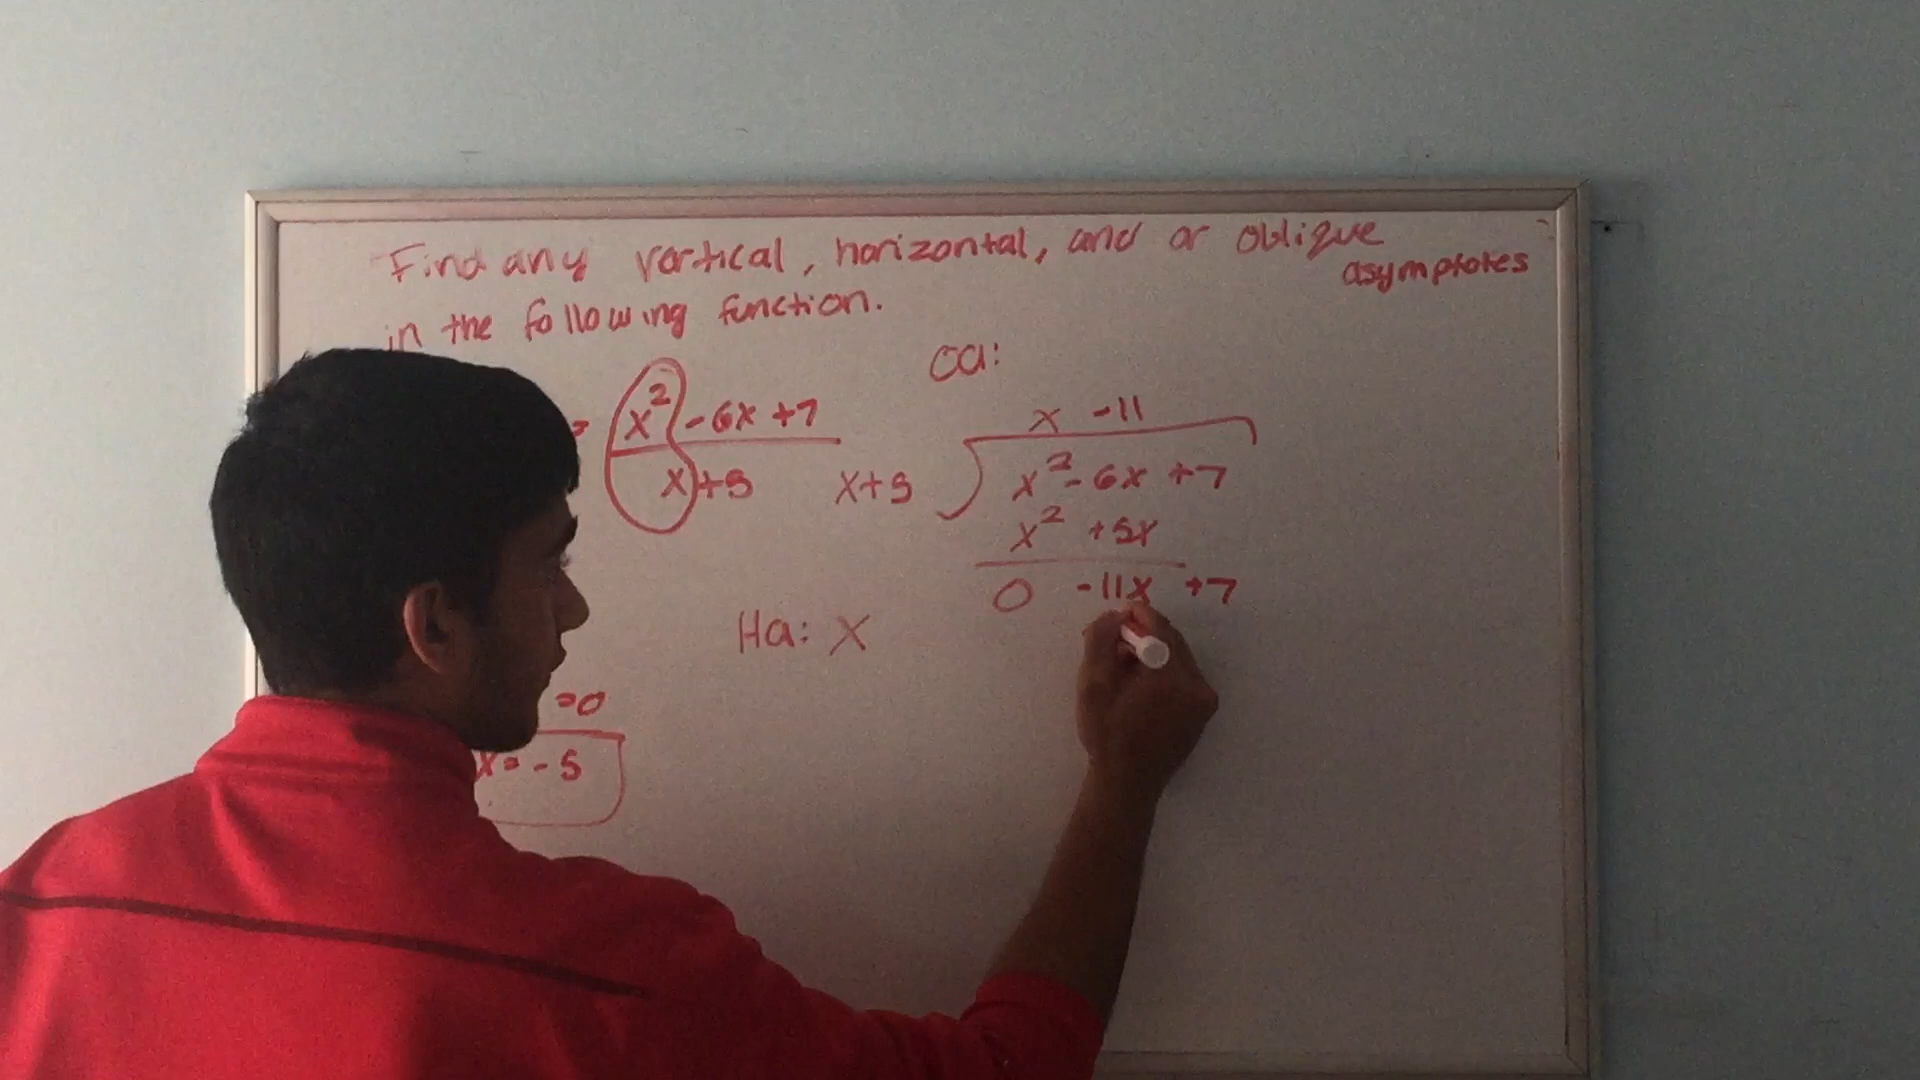 Find any vertical, horizontal, and or oblique asymptotes
in the following function.
= x² -6x +7
x+5
OA:
x -11
x+5 x² -6x +7
x² +5x
0 -11x +7
Ha: X
=0
x = -5